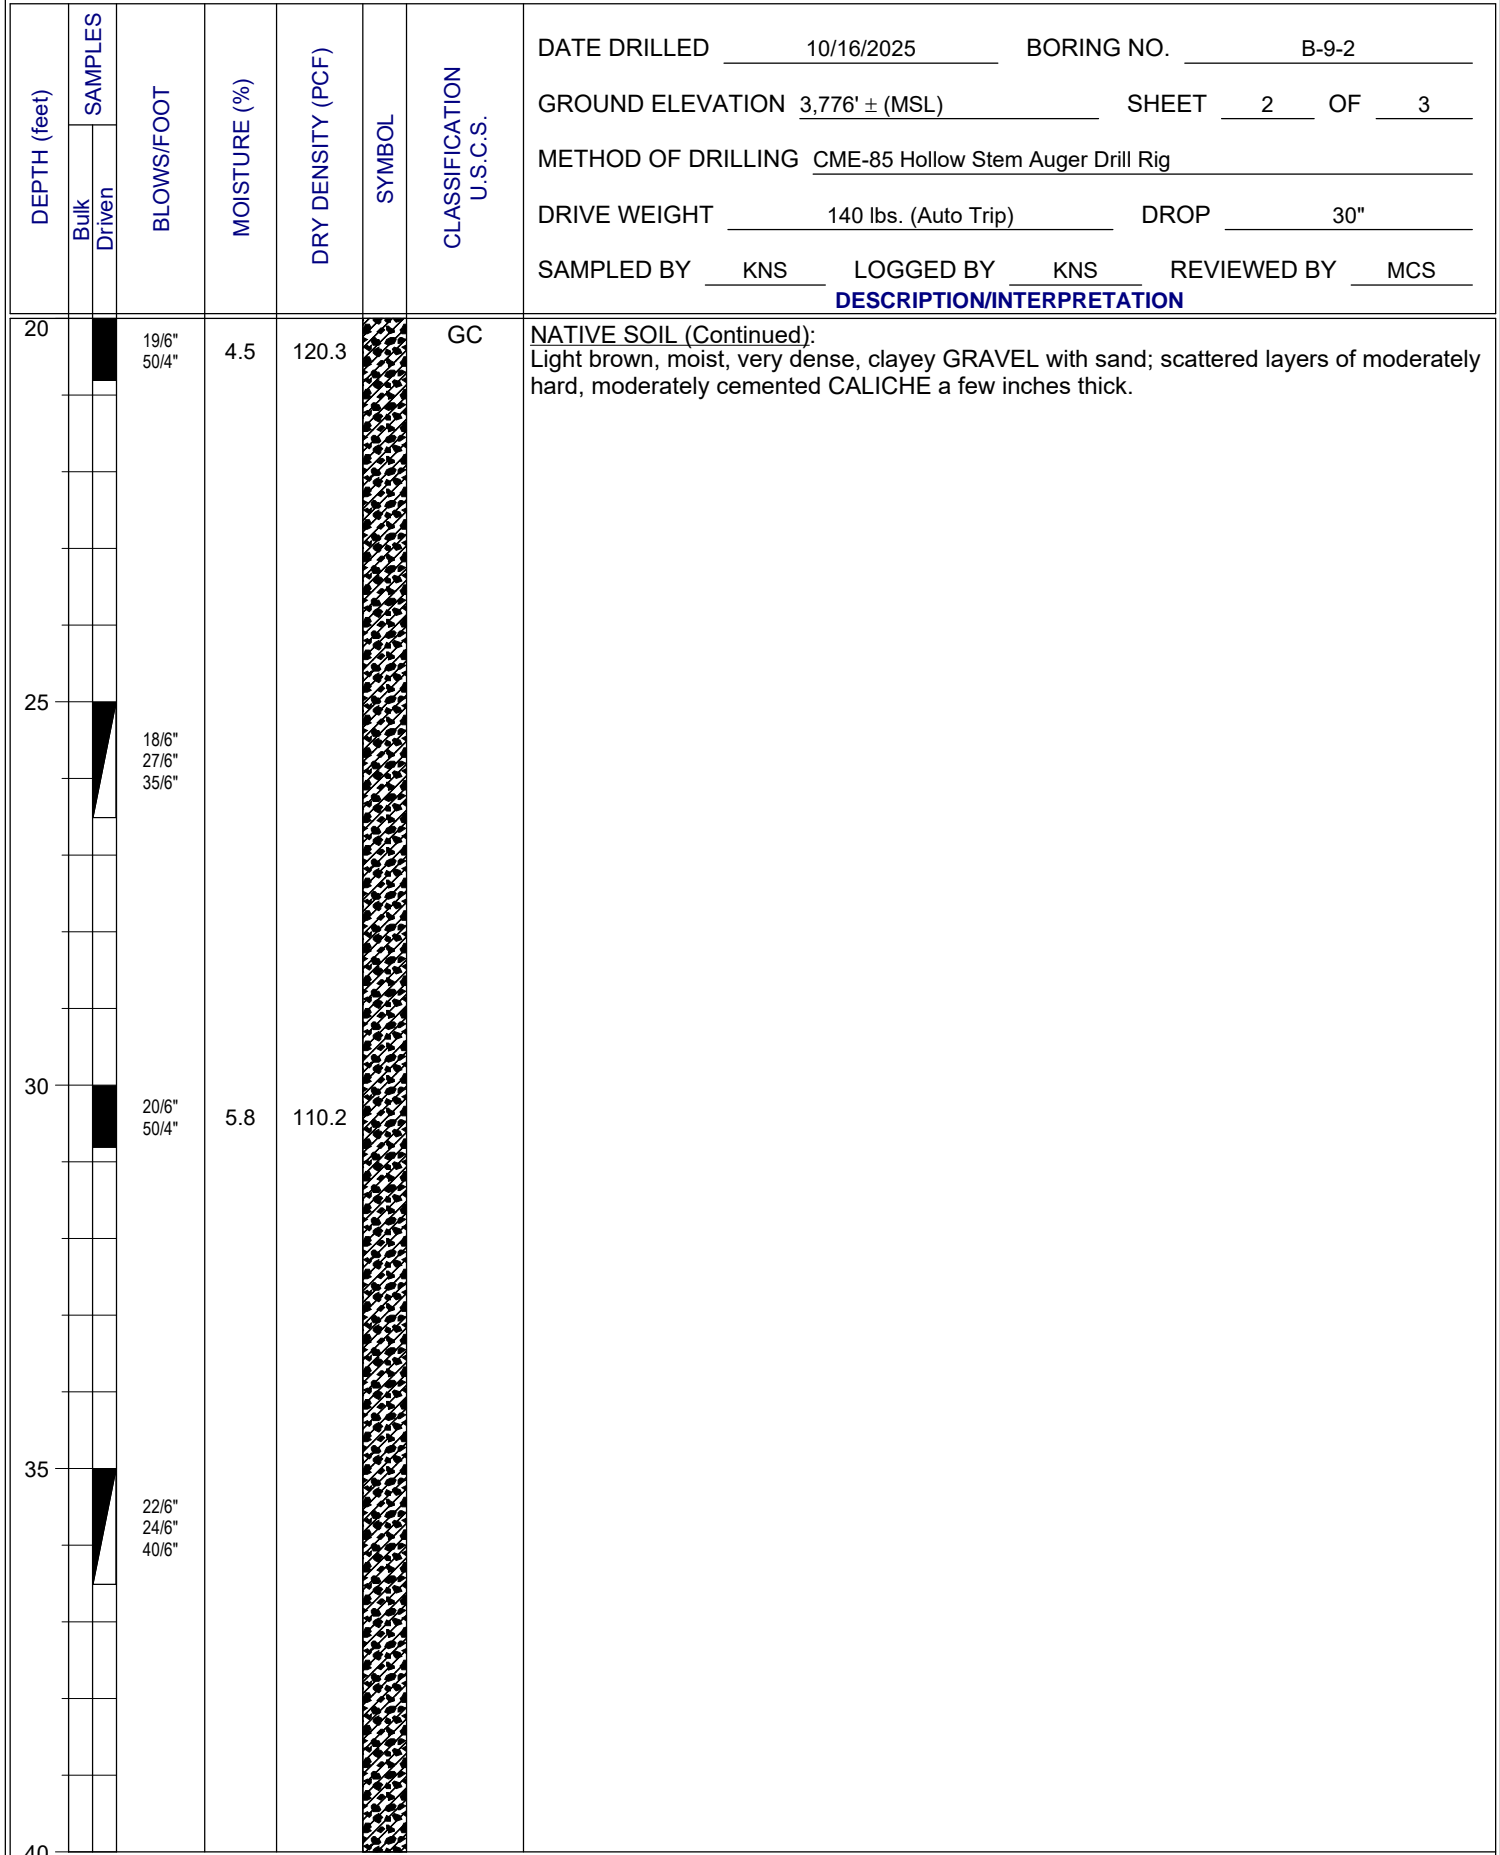 DEPTH (feet)
SAMPLES
Bulk
Driven
BLOWS/FOOT
MOISTURE (%)
DRY DENSITY (PCF)
SYMBOL
CLASSIFICATION
U.S.C.S.
DATE DRILLED 10/16/2025 BORING NO. B-9-2
GROUND ELEVATION 3,776' ± (MSL) SHEET 2 OF 3
METHOD OF DRILLING CME-85 Hollow Stem Auger Drill Rig
DRIVE WEIGHT 140 lbs. (Auto Trip) DROP 30"
SAMPLED BY KNS LOGGED BY KNS REVIEWED BY MCS
DESCRIPTION/INTERPRETATION
20
19/6"
50/4"
4.5
120.3
GC
NATIVE SOIL (Continued):
Light brown, moist, very dense, clayey GRAVEL with sand; scattered layers of moderately
hard, moderately cemented CALICHE a few inches thick.
25
18/6"
27/6"
35/6"
30
20/6"
50/4"
5.8
110.2
35
22/6"
24/6"
40/6"
40